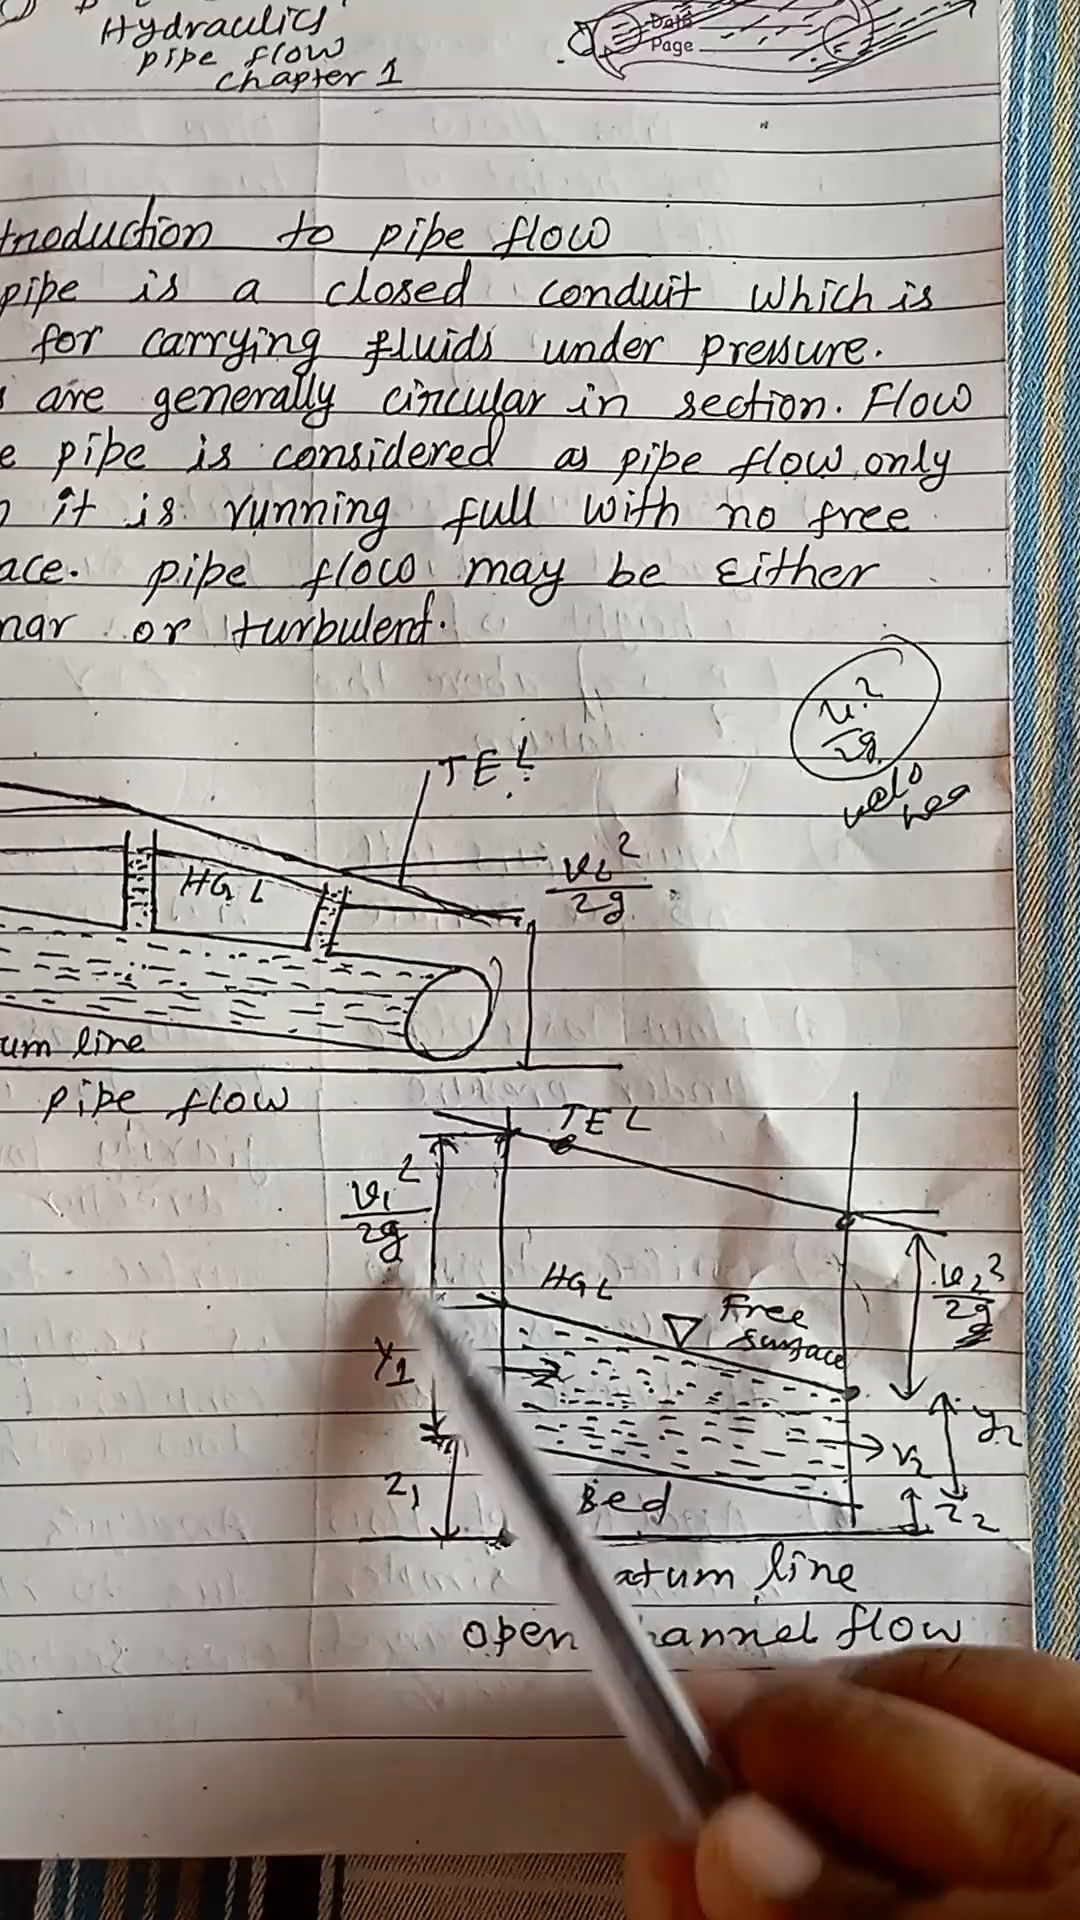 Hydraulics
pipe flow
chapter 1
Date
Page
troduction to pipe flow
pipe is a closed conduit which is
for carrying fluids under pressure.
s are generally circular in section. Flow
e pipe is considered as pipe flow only
n it is running full with no free
ace. pipe flow may be either
nar or turbulent.
v²
2g
velo
TEL
HGL
v₂²
2g
um line
pipe flow
TEL
v₁²
2g
HGL
Free
surface
v₂²
2g
y₁
y₂
v₂
z₁
Bed
z₂
atum line
open hannel flow